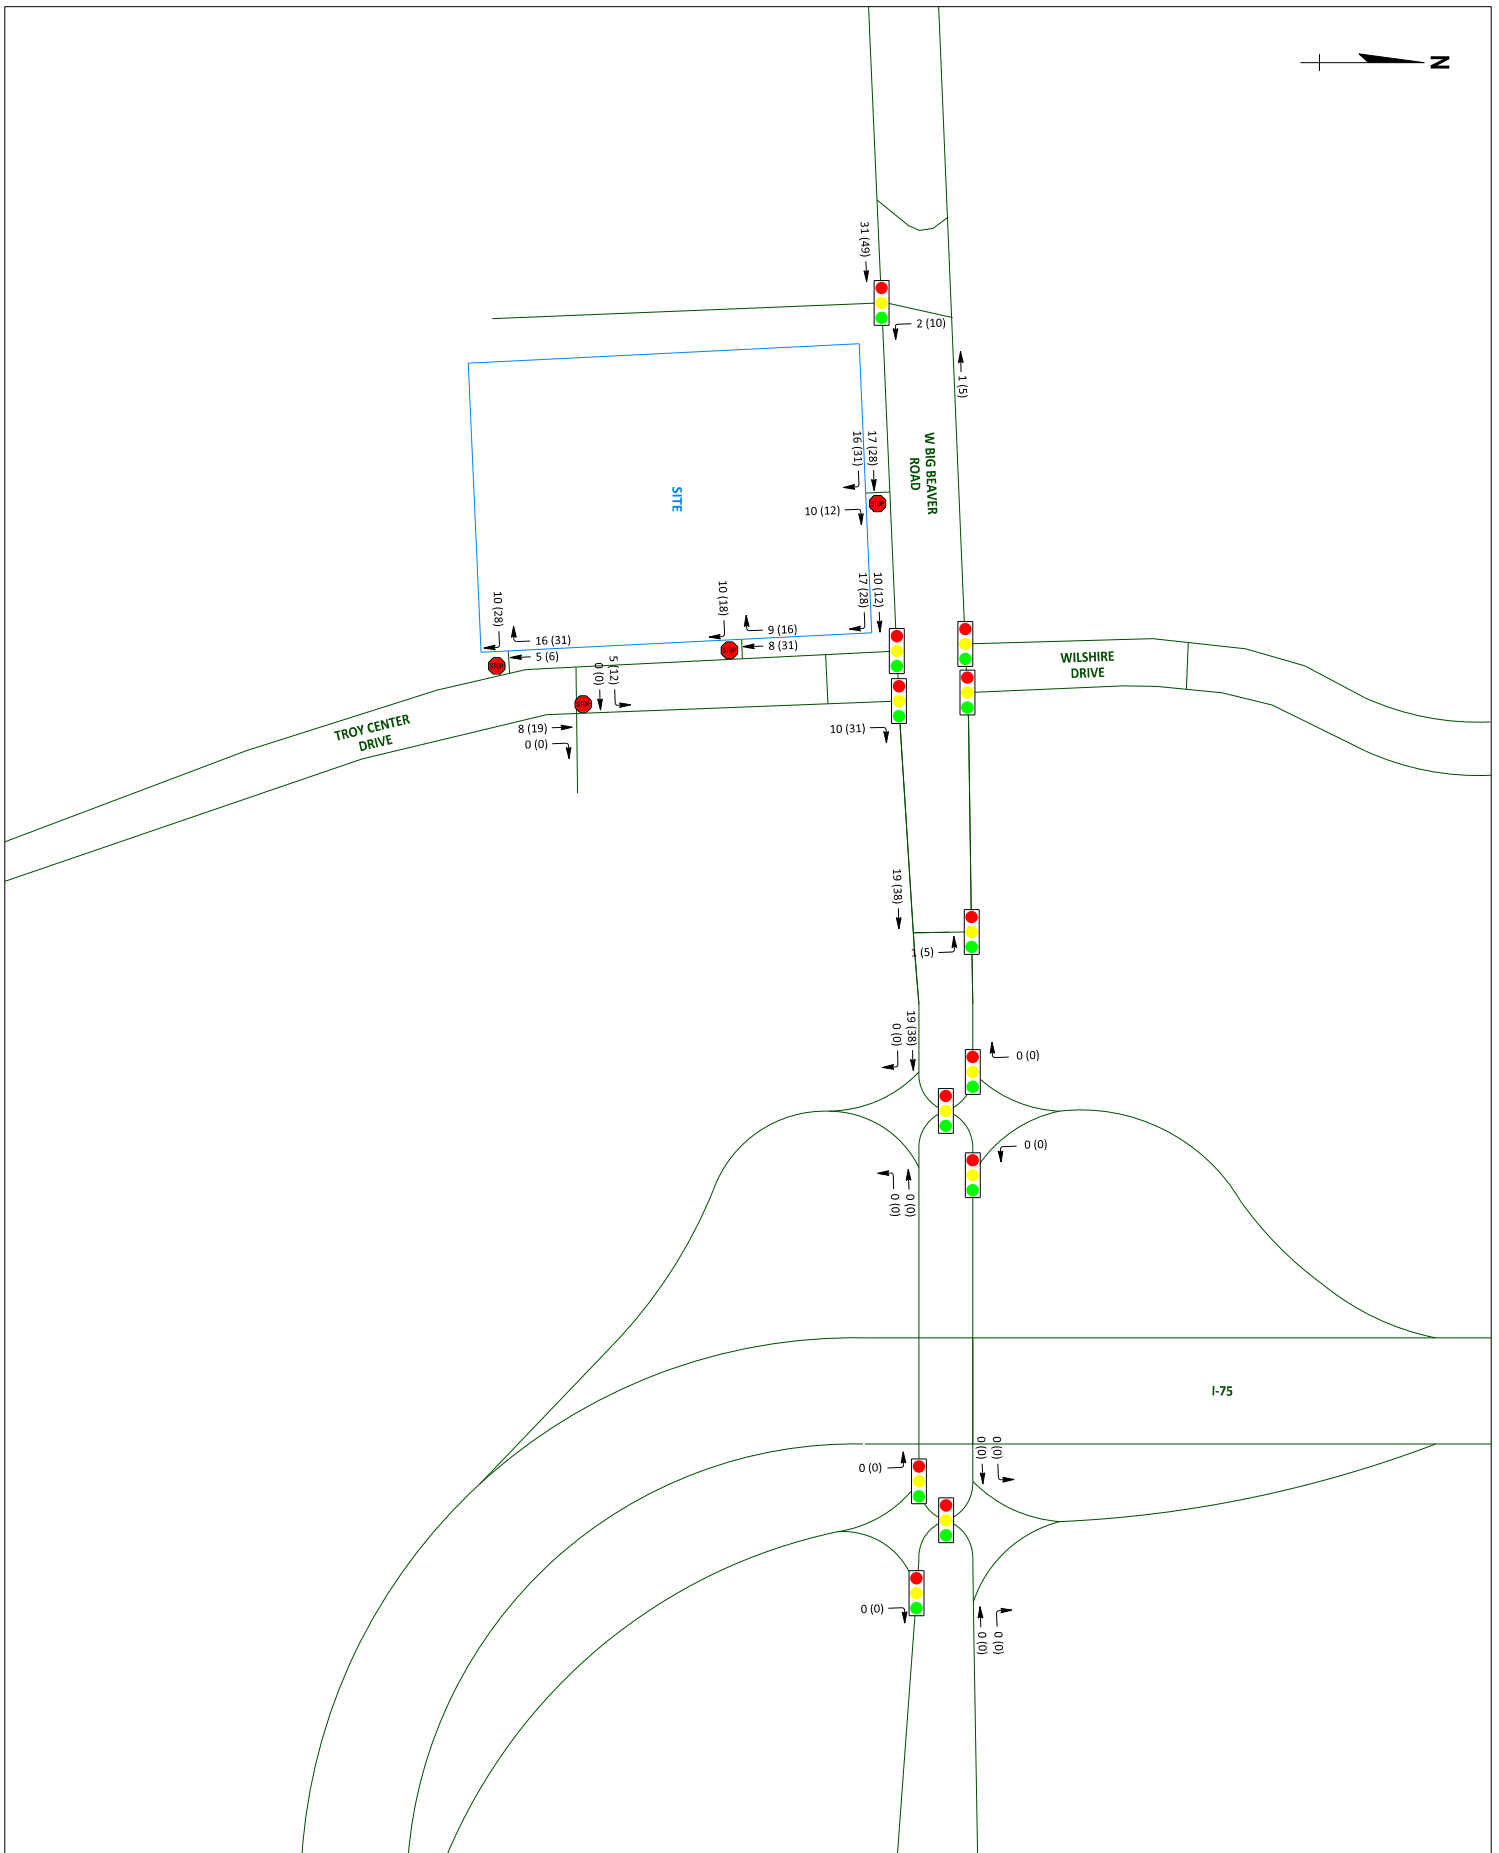 N
31 (49)
2 (10)
1 (5)
W BIG BEAVER
ROAD
17 (28)
16 (31)
10 (12)
SITE
10 (12)
17 (28)
10 (18)
10 (28)
9 (16)
8 (31)
16 (31)
5 (6)
STOP
STOP
STOP
STOP
WILSHIRE
DRIVE
5 (12)
0 (0)
TROY CENTER
DRIVE
8 (19)
0 (0)
10 (31)
19 (38)
1 (5)
19 (38)
0 (0)
0 (0)
0 (0)
0 (0)
0 (0)
I-75
0 (0)
0 (0)
0 (0)
0 (0)
0 (0)
0 (0)